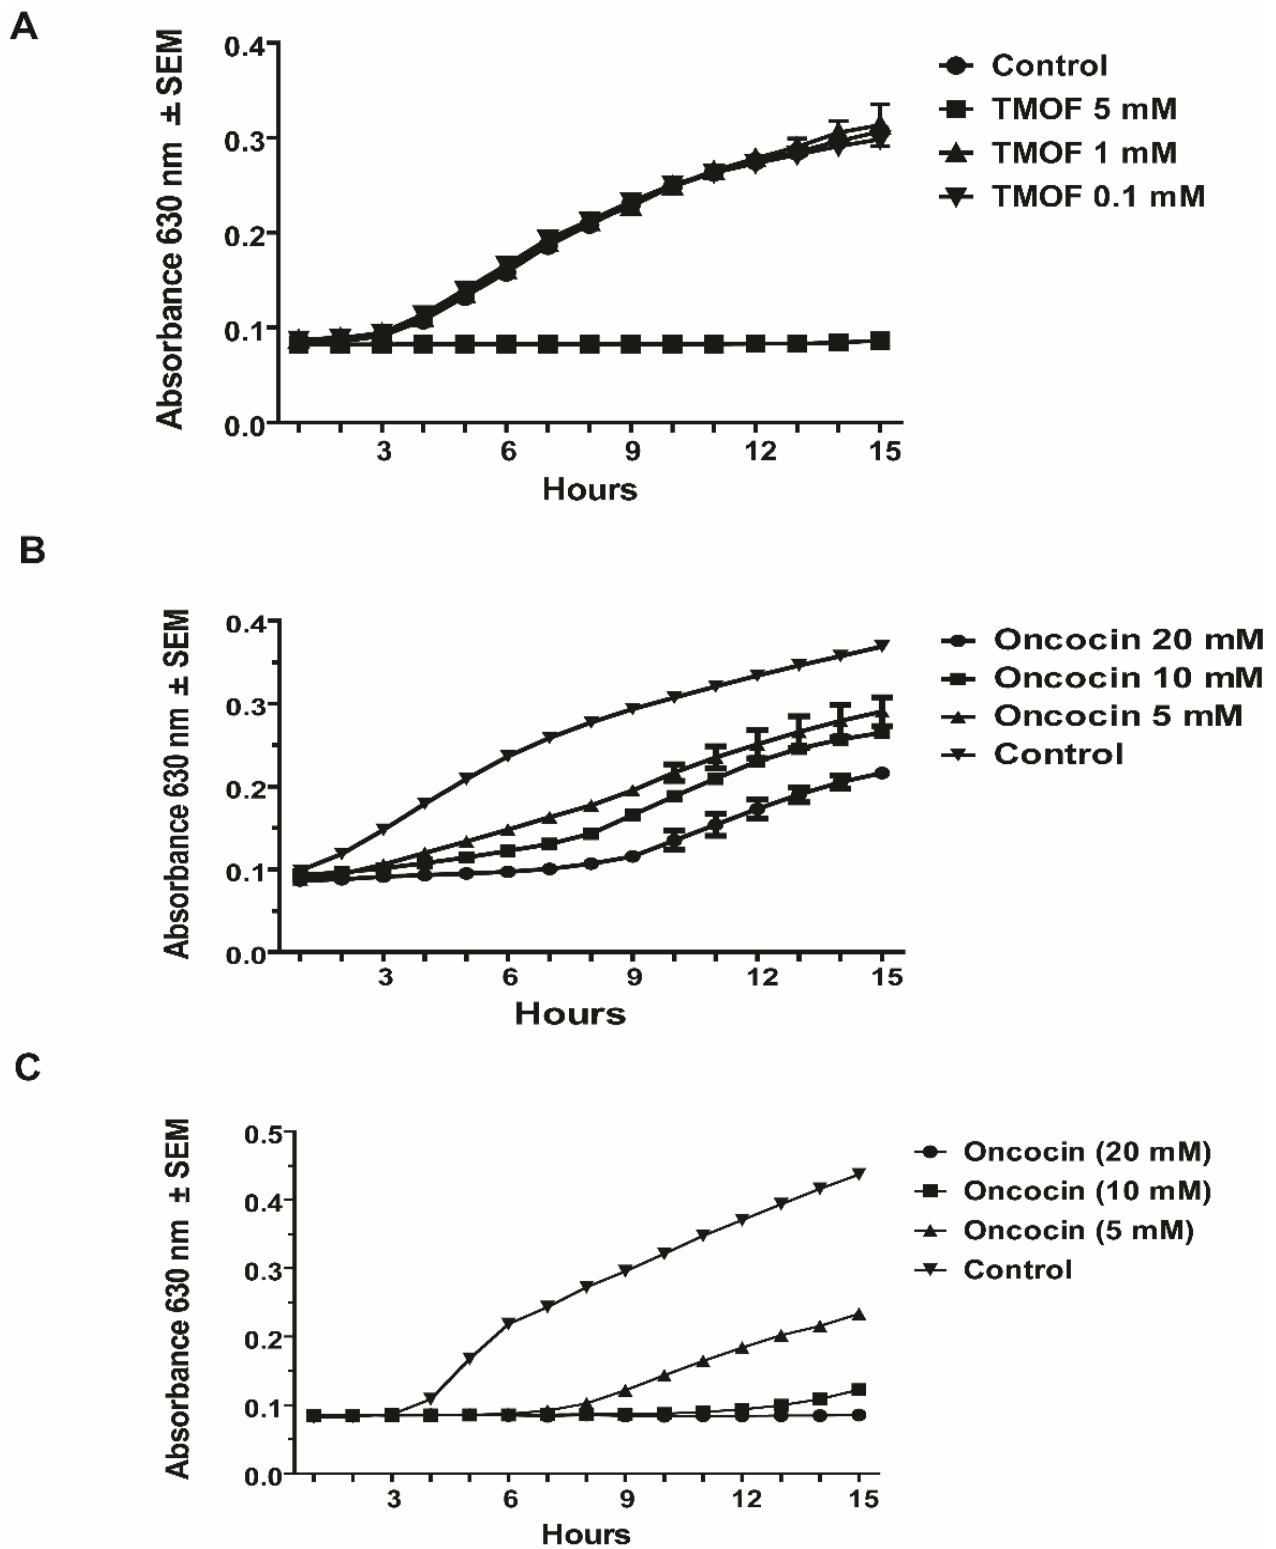 A
Absorbance 630 nm ± SEM
0.4
0.3
0.2
0.1
0.0
3 6 9 12 15
Hours
Control
TMOF 5 mM
TMOF 1 mM
TMOF 0.1 mM
B
Absorbance 630 nm ± SEM
0.4
0.3
0.2
0.1
0.0
3 6 9 12 15
Hours
Oncocin 20 mM
Oncocin 10 mM
Oncocin 5 mM
Control
C
Absorbance 630 nm ± SEM
0.5
0.4
0.3
0.2
0.1
0.0
3 6 9 12 15
Hours
Oncocin (20 mM)
Oncocin (10 mM)
Oncocin (5 mM)
Control